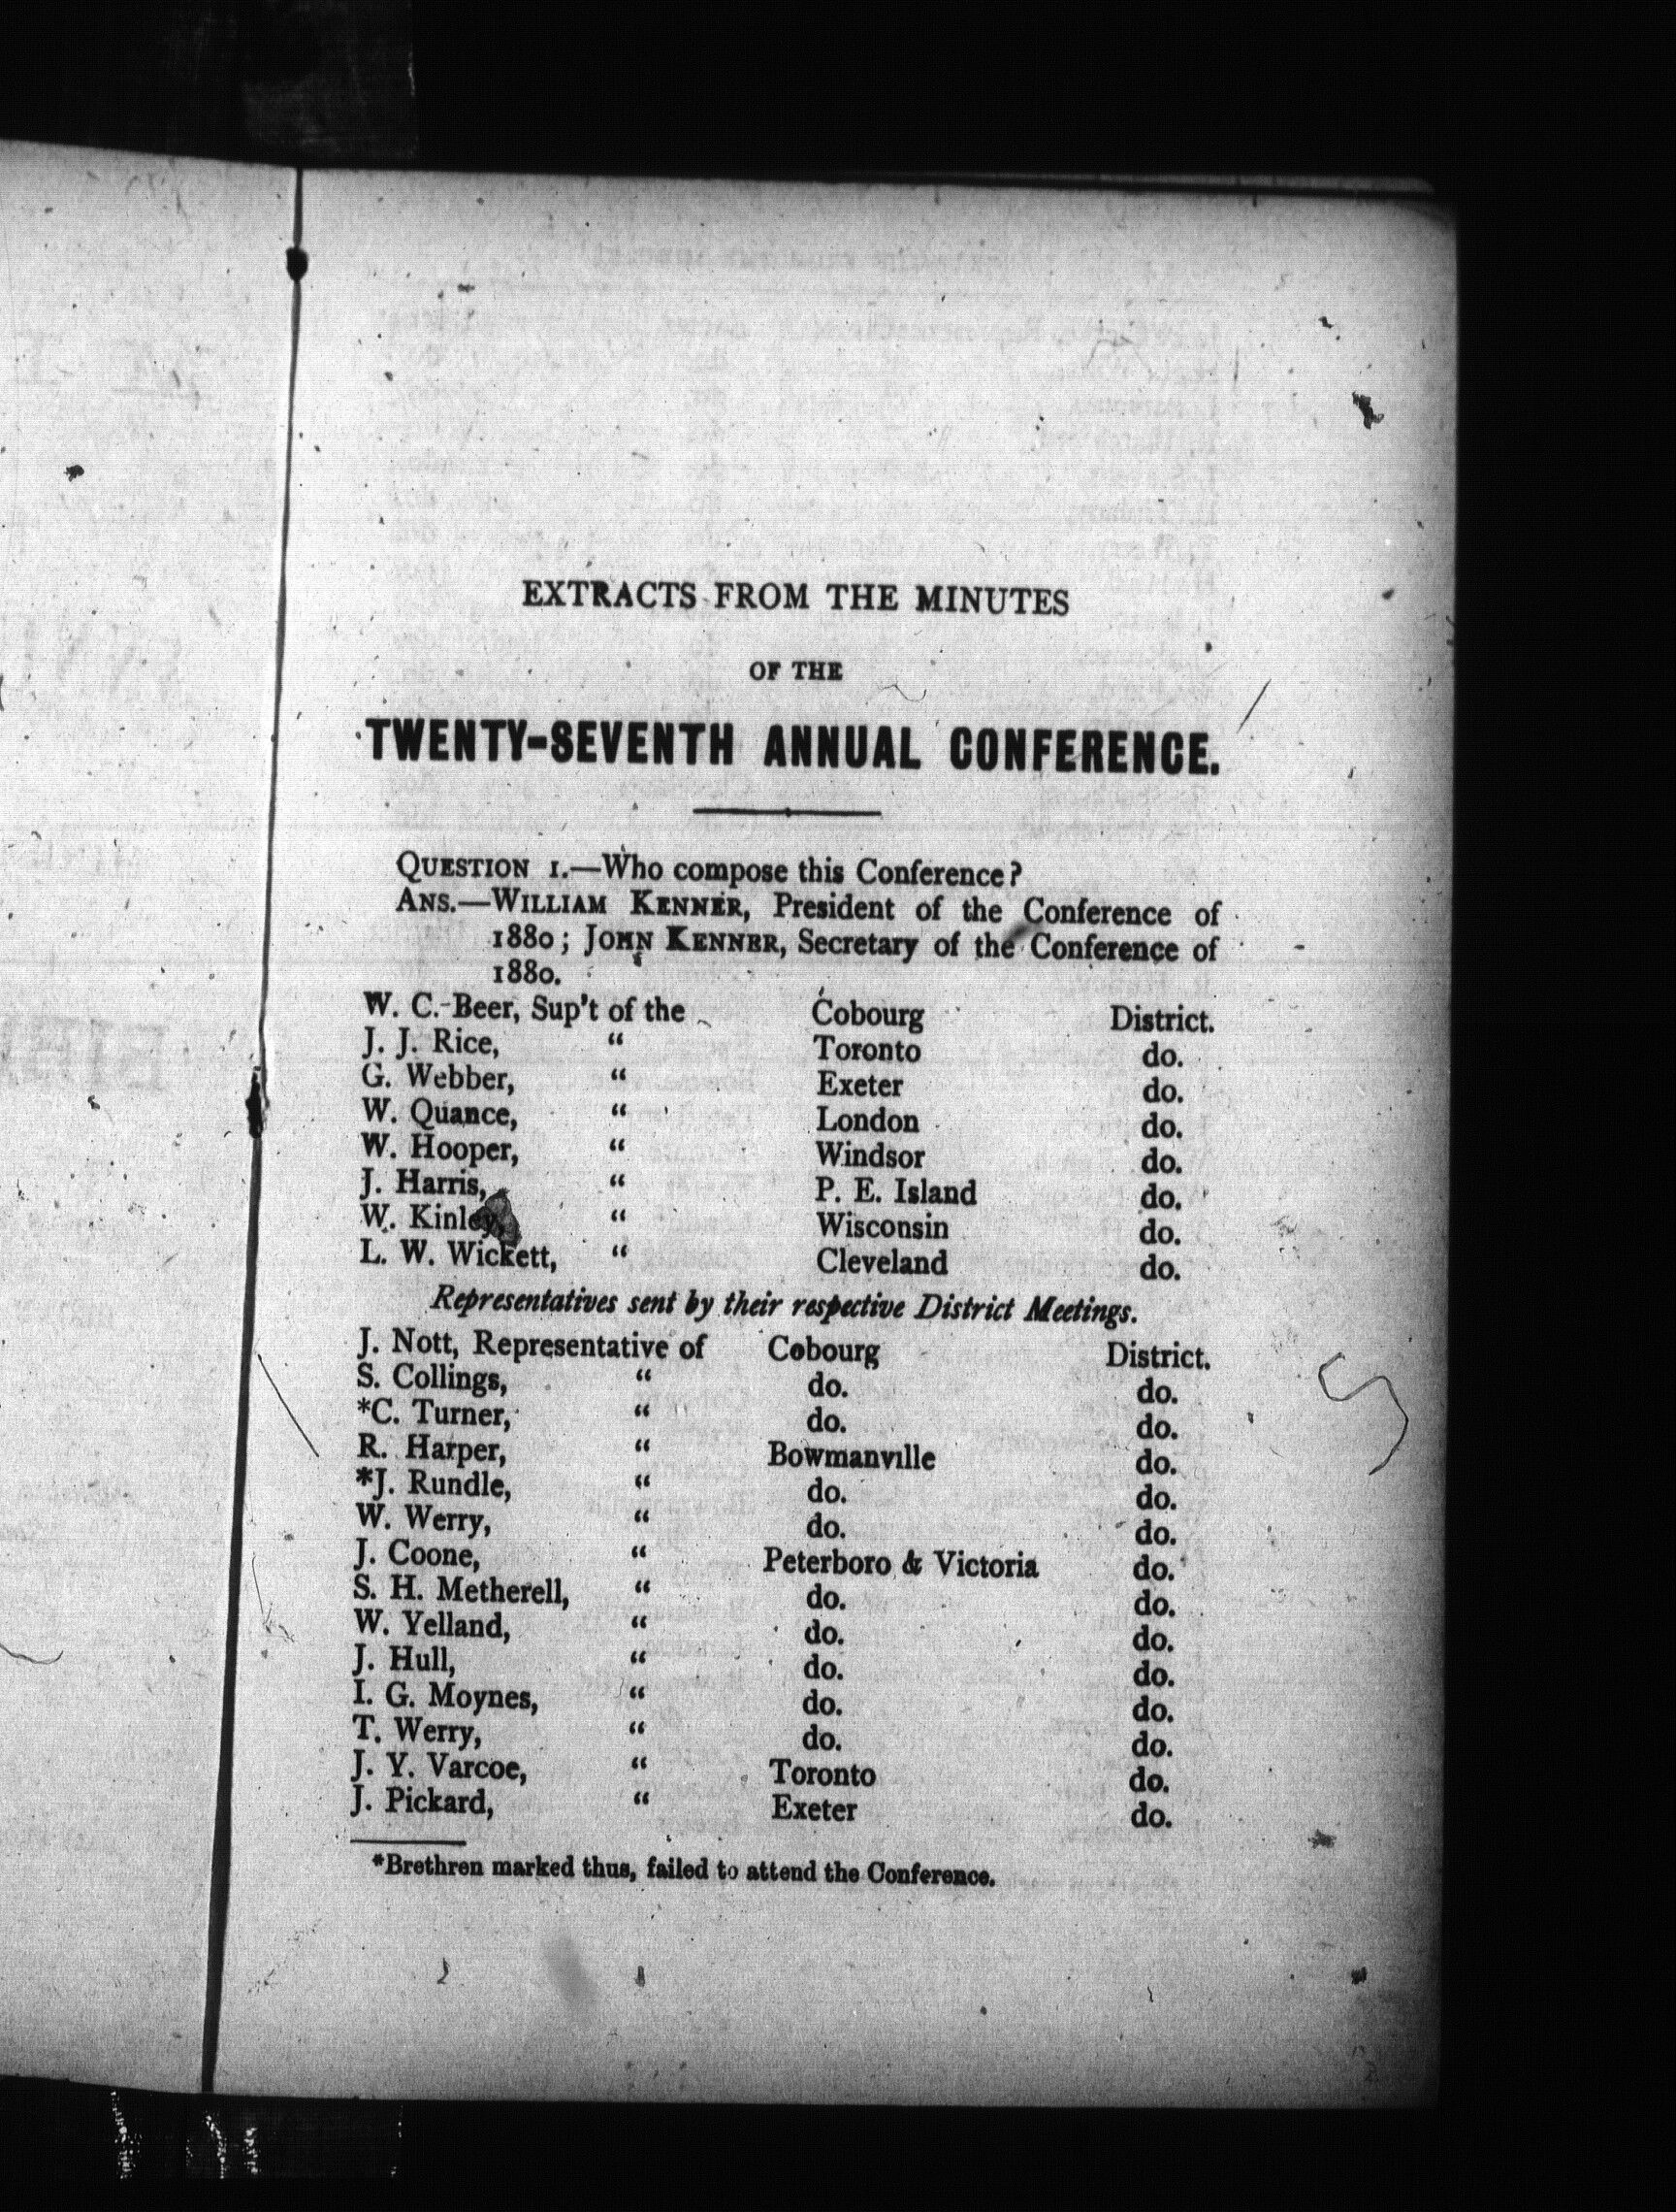 EXTRACTS FROM THE MINUTES
OF THE
TWENTY-SEVENTH ANNUAL CONFERENCE.
QUESTION 1.—Who compose this Conference?
ANS.—WILLIAM KENNER, President of the Conference of
1880; JOHN KENNER, Secretary of the Conference of
1880.
W. C. Beer, Sup't of the Cobourg District.
J. J. Rice, “ Toronto do.
G. Webber, “ Exeter do.
W. Quance, “ London do.
W. Hooper, “ Windsor do.
J. Harris, “ P. E. Island do.
W. Kinley, “ Wisconsin do.
L. W. Wickett, “ Cleveland do.
Representatives sent by their respective District Meetings.
J. Nott, Representative of Cobourg District.
S. Collings, “ do. do.
*C. Turner, “ do. do.
R. Harper, “ Bowmanville do.
*J. Rundle, “ do. do.
W. Werry, “ do. do.
J. Coone, “ Peterboro & Victoria do.
S. H. Metherell, “ do. do.
W. Yelland, “ do. do.
J. Hull, “ do. do.
I. G. Moynes, “ do. do.
T. Werry, “ do. do.
J. Y. Varcoe, “ Toronto do.
J. Pickard, “ Exeter do.
*Brethren marked thus, failed to attend the Conference.